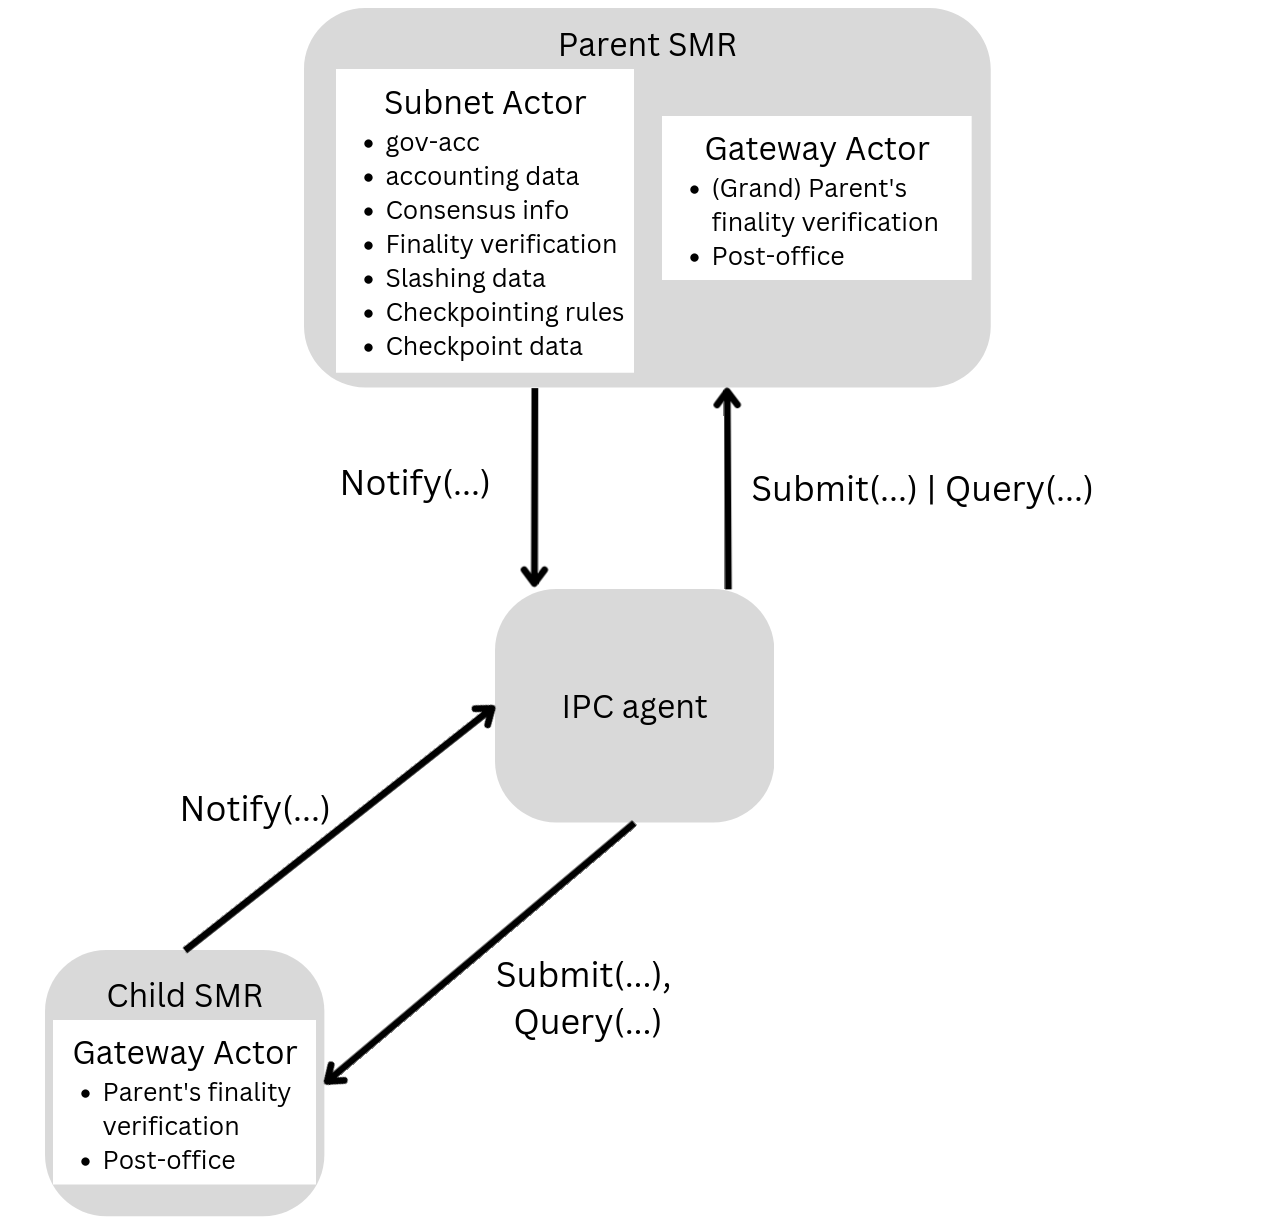 Parent SMR
Subnet Actor
• gov-acc
• accounting data
• Consensus info
• Finality verification
• Slashing data
• Checkpointing rules
• Checkpoint data
Gateway Actor
• (Grand) Parent's
finality verification
• Post-office
Notify(...)
Submit(...) | Query(...)
IPC agent
Notify(...)
Submit(...),
Query(...)
Child SMR
Gateway Actor
• Parent's finality
verification
• Post-office